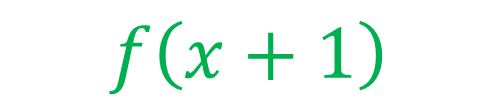 f(x + 1)